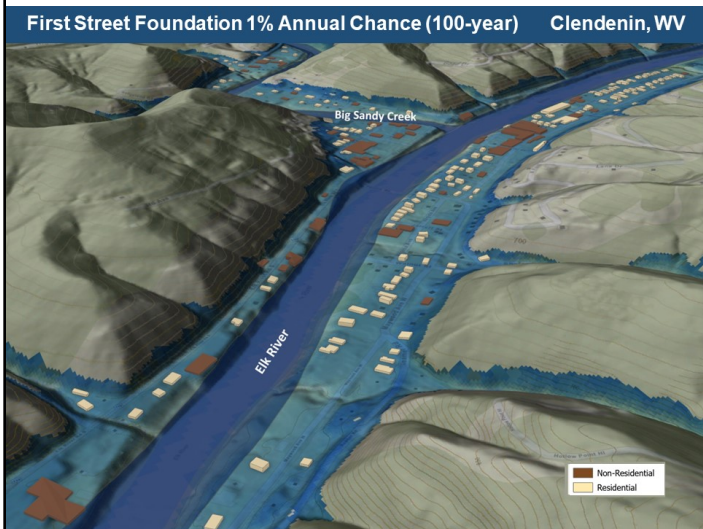 First Street Foundation 1% Annual Chance (100-year) Clendenin, WV
Big Sandy Creek
Elk River
Non-Residential
Residential